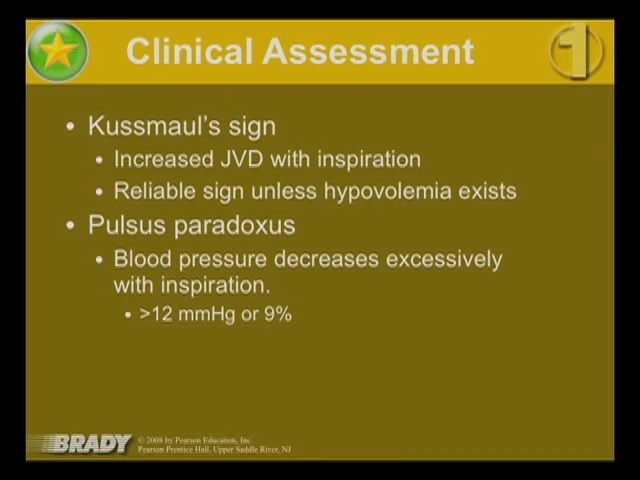 Clinical Assessment
1
• Kussmaul's sign
• Increased JVD with inspiration
• Reliable sign unless hypovolemia exists
• Pulsus paradoxus
• Blood pressure decreases excessively
with inspiration.
• >12 mmHg or 9%
BRADY
© 2008 by Pearson Education, Inc.
Pearson Prentice Hall, Upper Saddle River, NJ